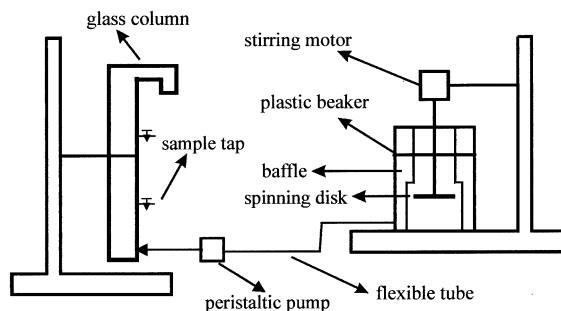 glass column
stirring motor
plastic beaker
sample tap
baffle
spinning disk
peristaltic pump
flexible tube